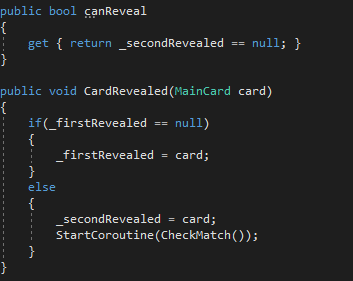 public bool canReveal
{
    get { return _secondRevealed == null; }
}

public void CardRevealed(MainCard card)
{
    if(_firstRevealed == null)
    {
        _firstRevealed = card;
    }
    else
    {
        _secondRevealed = card;
        StartCoroutine(CheckMatch());
    }
}